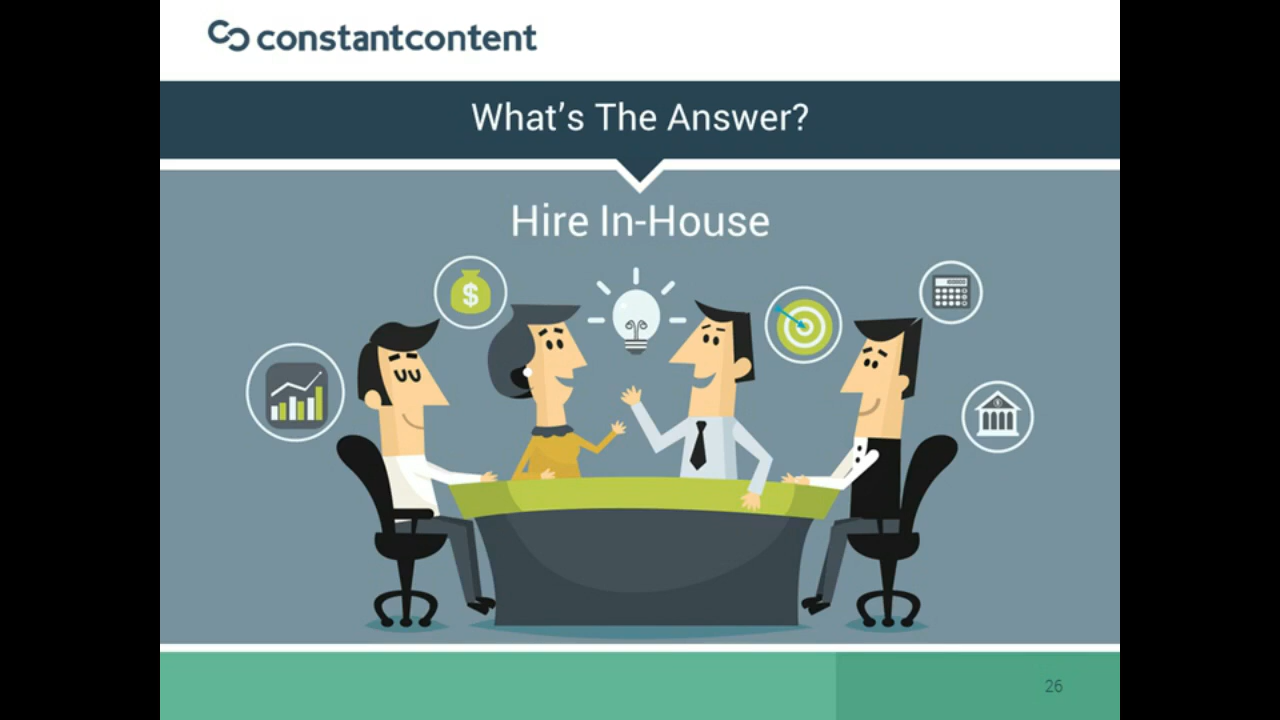 constantcontent
What's The Answer?
Hire In-House
$
26